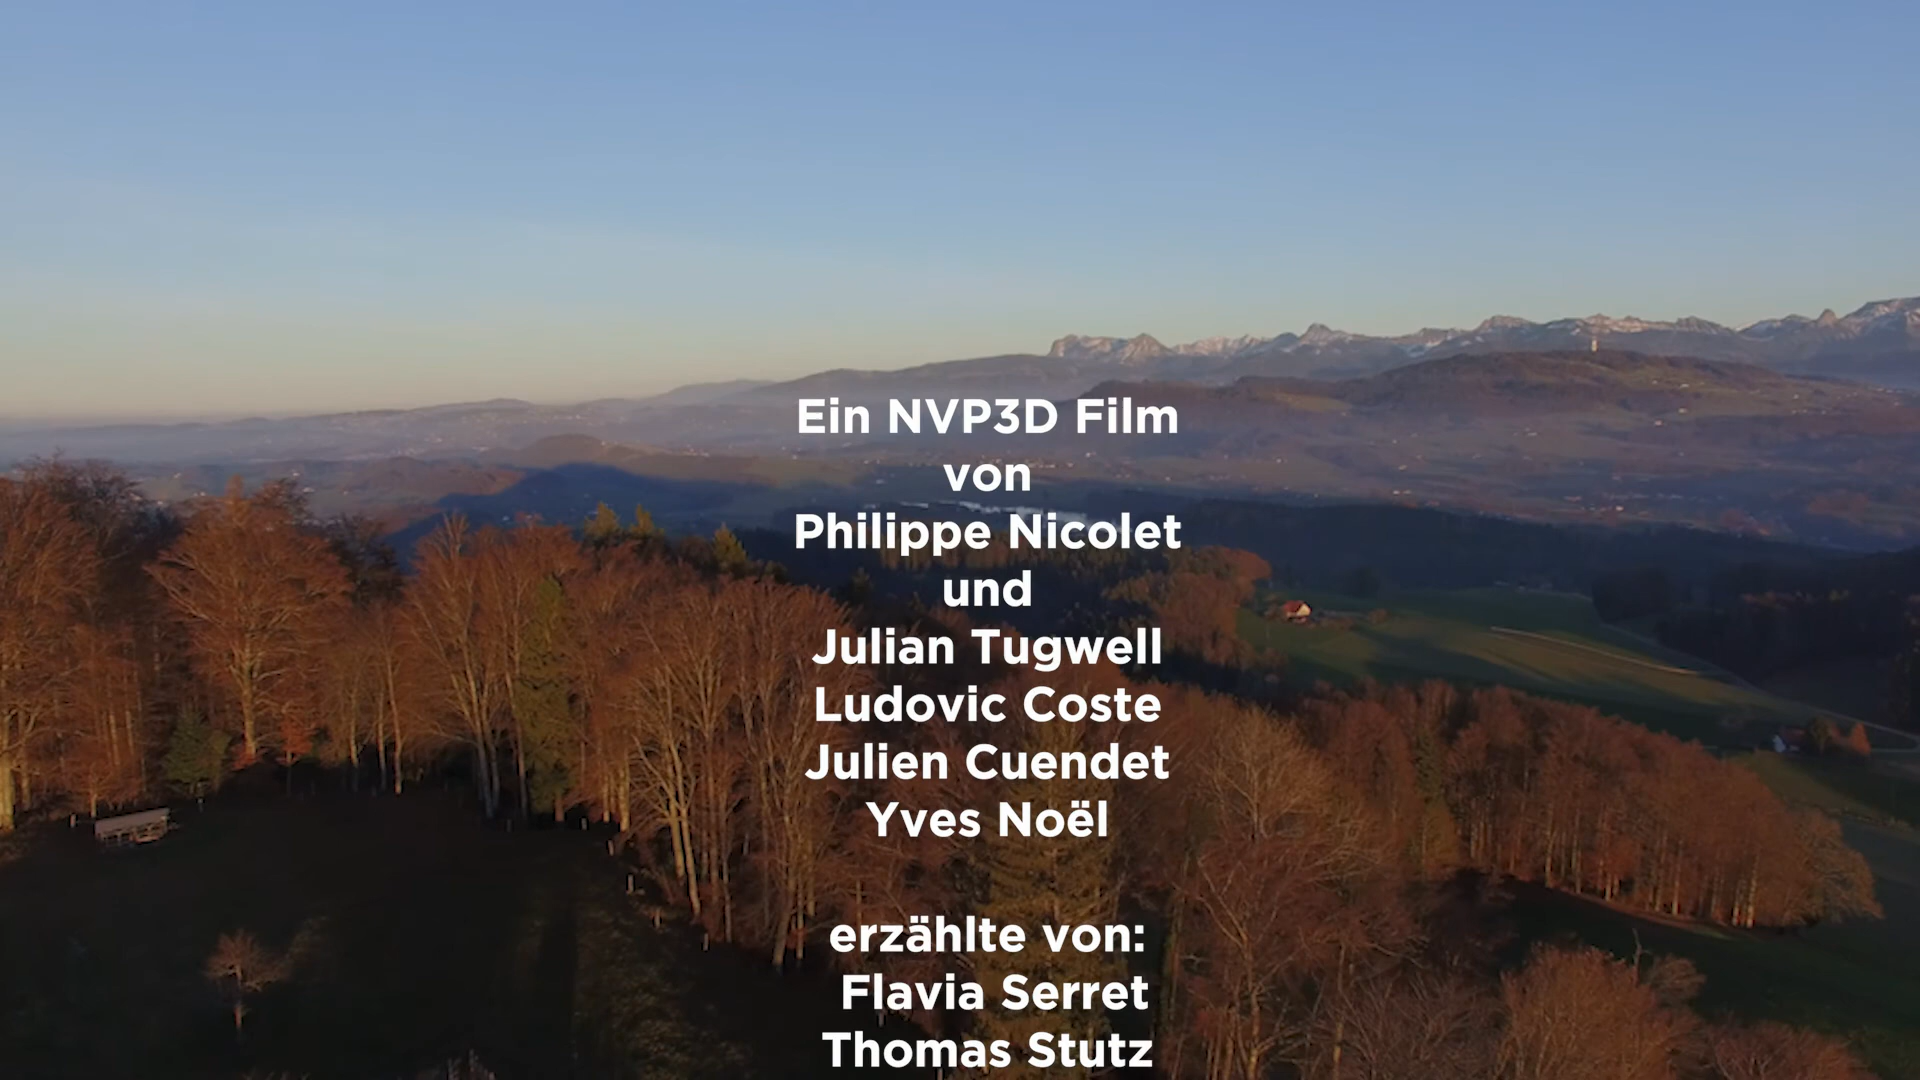 Ein NVP3D Film
von
Philippe Nicolet
und
Julian Tugwell
Ludovic Coste
Julien Cuendet
Yves Noël
erzählte von:
Flavia Serret
Thomas Stutz